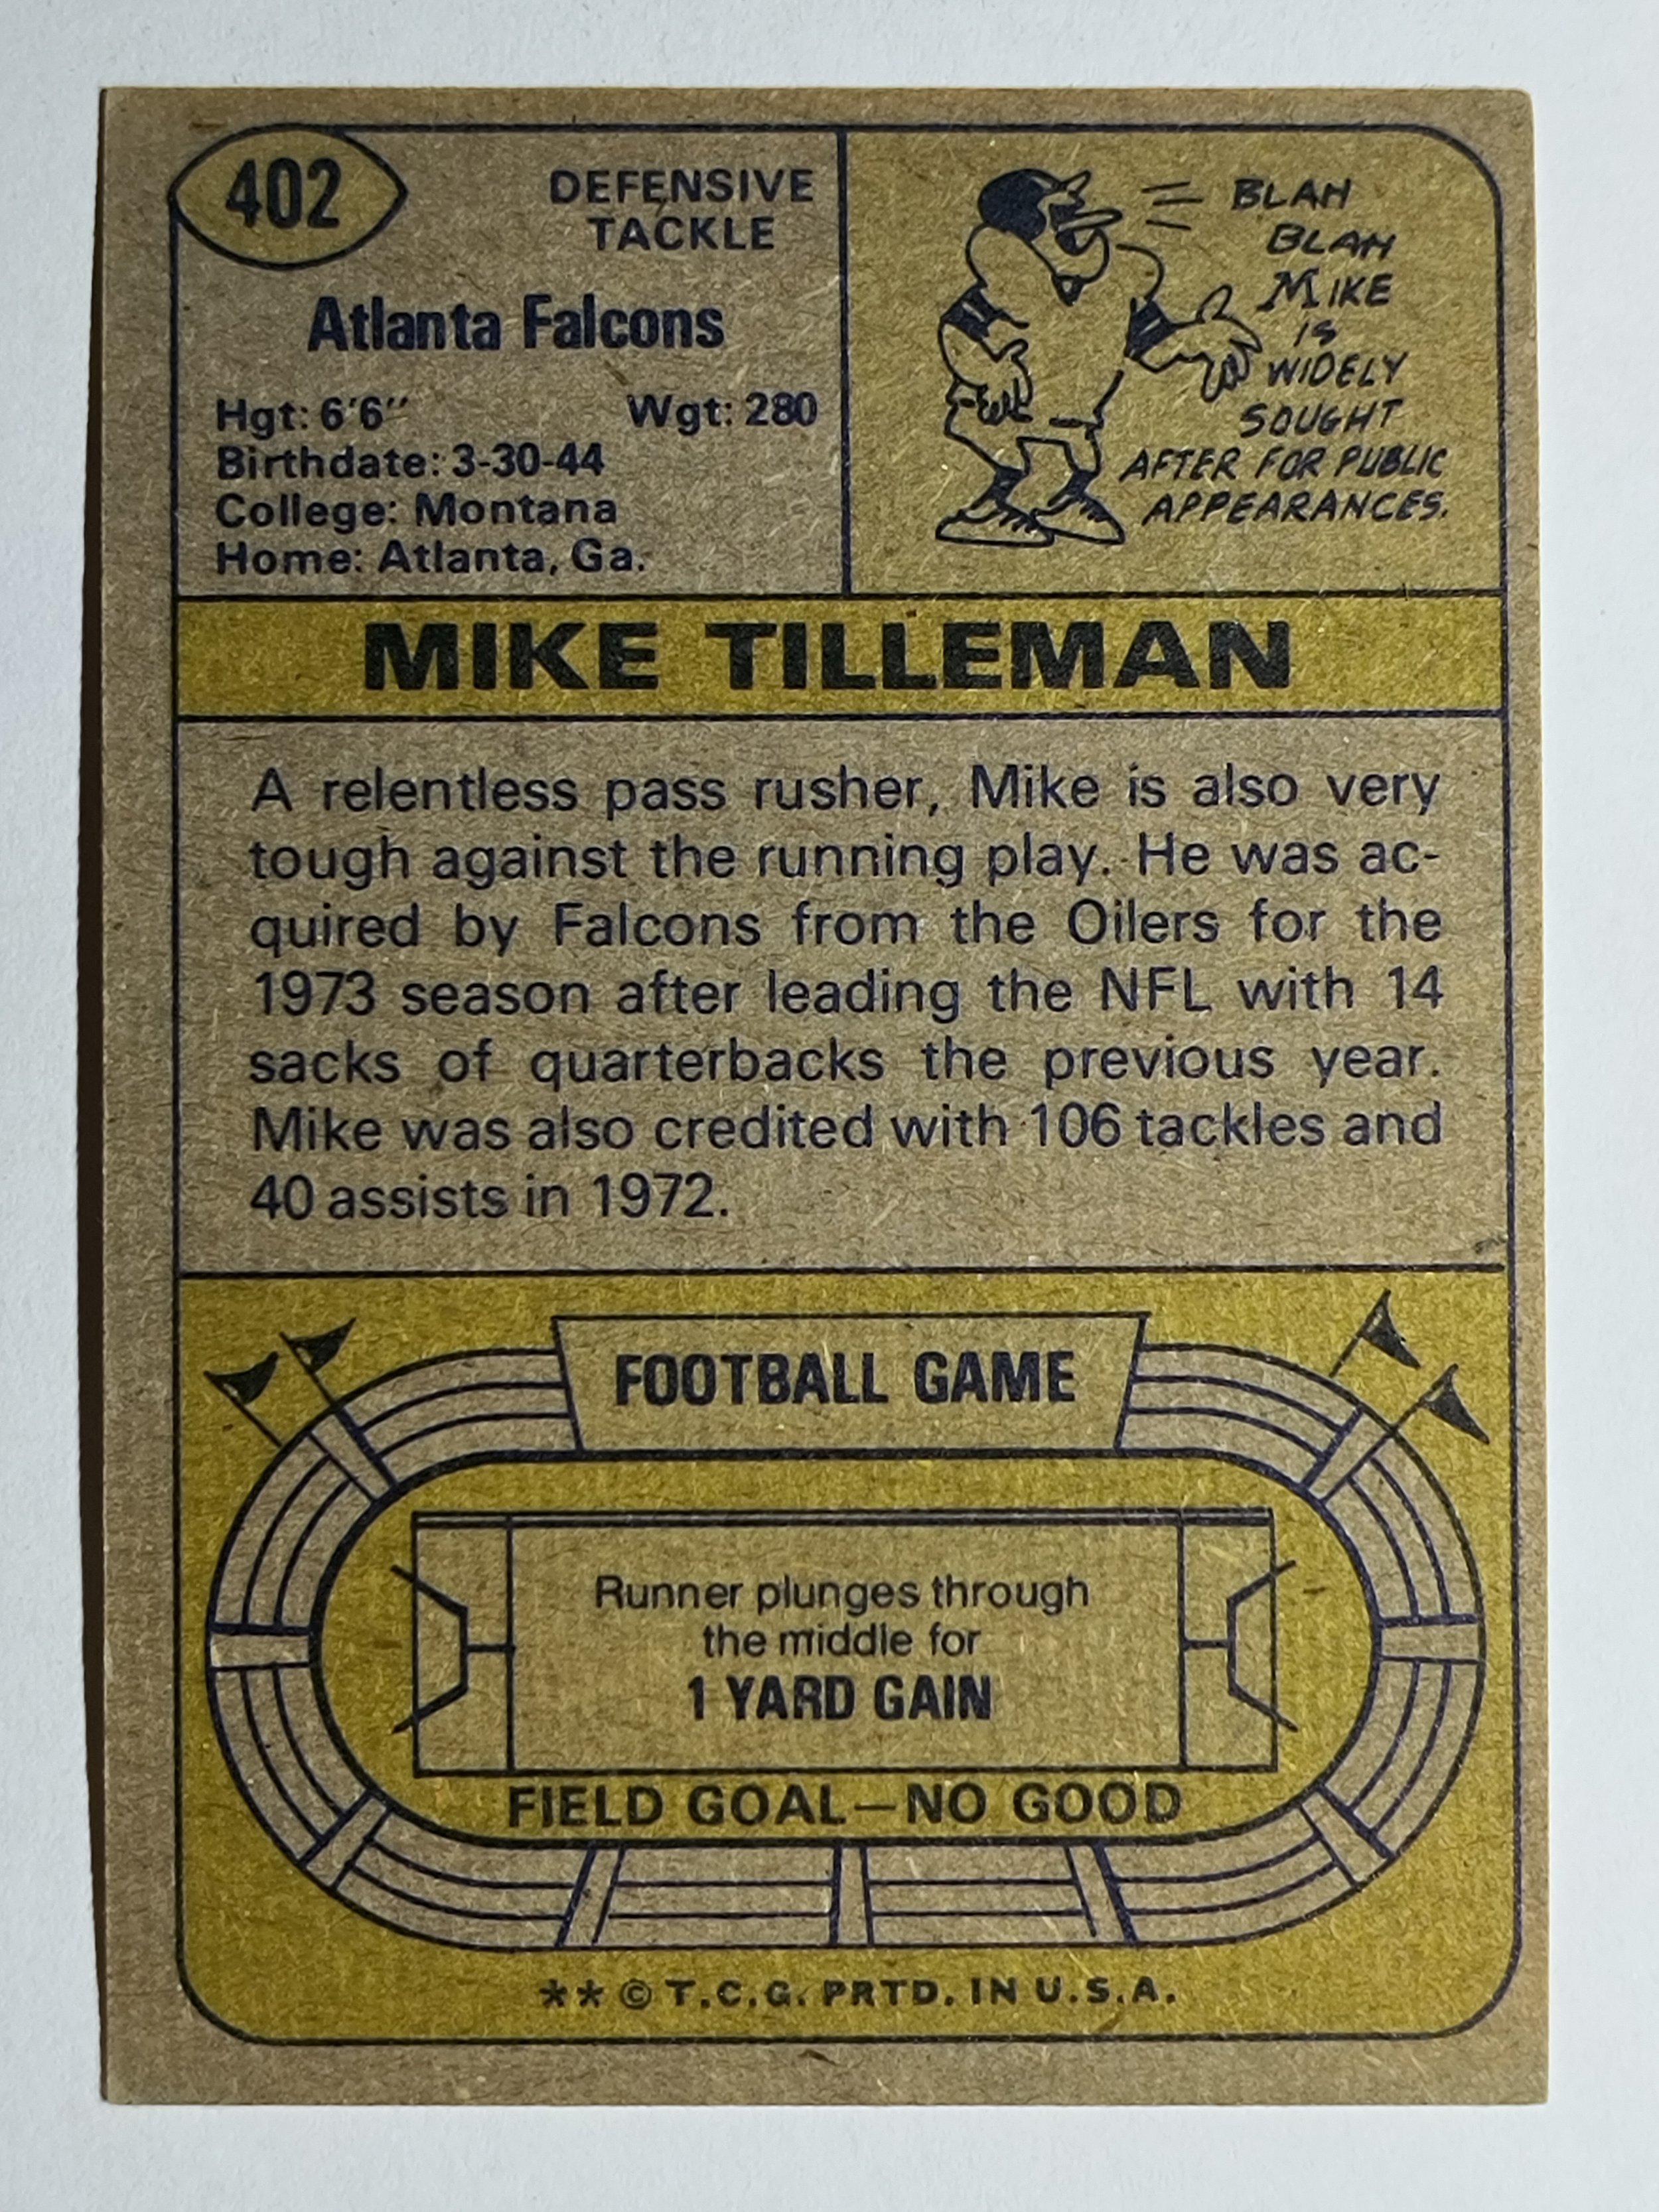 402
DEFENSIVE
TACKLE
Atlanta Falcons
Hgt: 6'6" Wgt: 280
Birthdate: 3-30-44
College: Montana
Home: Atlanta, Ga.
BLAH
BLAH
MIKE
IS
WIDELY
SOUGHT
AFTER FOR PUBLIC
APPEARANCES.
MIKE TILLEMAN
A relentless pass rusher, Mike is also very
tough against the running play. He was ac-
quired by Falcons from the Oilers for the
1973 season after leading the NFL with 14
sacks of quarterbacks the previous year.
Mike was also credited with 106 tackles and
40 assists in 1972.
FOOTBALL GAME
Runner plunges through
the middle for
1 YARD GAIN
FIELD GOAL—NO GOOD
** © T.C.G. PRTD. IN U.S.A.